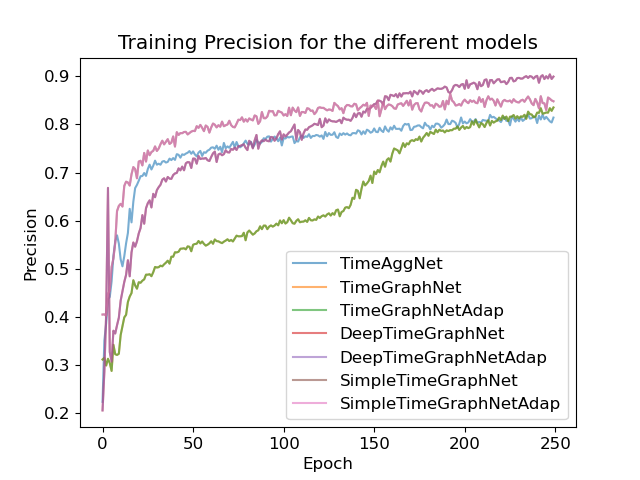 Training Precision for the different models
0.9
0.8
0.7
0.6
0.5
0.4
0.3
0.2
Precision
0
50
100
150
200
250
Epoch
TimeAggNet
TimeGraphNet
TimeGraphNetAdap
DeepTimeGraphNet
DeepTimeGraphNetAdap
SimpleTimeGraphNet
SimpleTimeGraphNetAdap